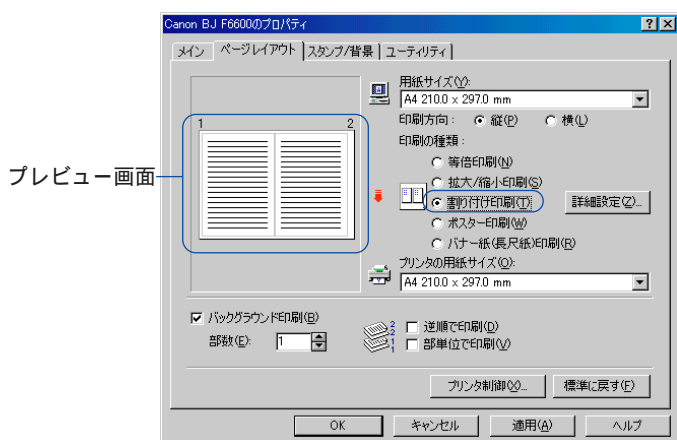 Canon BJ F6600のプロパティ
メイン ページレイアウト スタンプ/背景 ユーティリティ
用紙サイズ(Y):
A4 210.0 x 297.0 mm
印刷方向: 縦(P) 横(L)
印刷の種類:
等倍印刷(N)
拡大/縮小印刷(S)
割り付け印刷(T) 詳細設定(Z)...
ポスター印刷(W)
バナー紙(長尺紙)印刷(R)
1 2
プレビュー画面
プリンタの用紙サイズ(O):
A4 210.0 x 297.0 mm
バックグラウンド印刷(B)
部数(E): 1
2
2
1
1
逆順で印刷(D)
部単位で印刷(V)
プリンタ制御(X)... 標準に戻す(F)
OK キャンセル 適用(A) ヘルプ